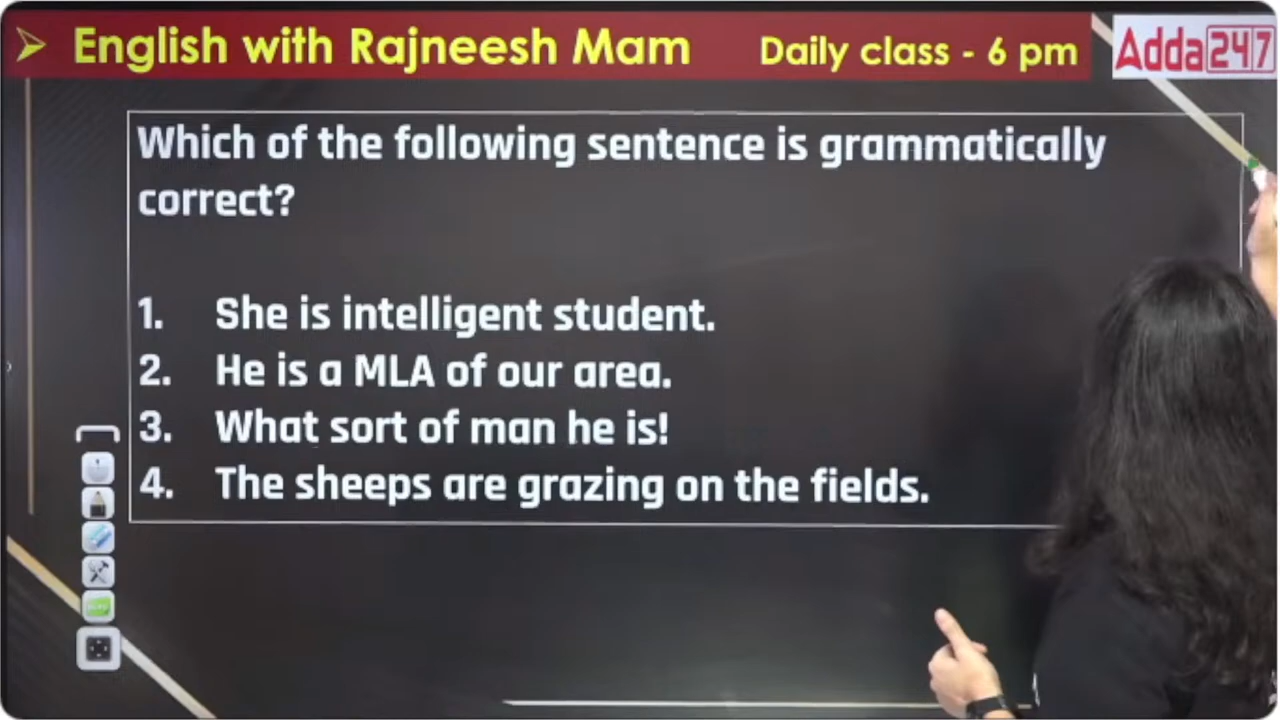 English with Rajneesh Mam Daily class - 6 pm Adda247
Which of the following sentence is grammatically
correct?
1. She is intelligent student.
2. He is a MLA of our area.
3. What sort of man he is!
4. The sheeps are grazing on the fields.